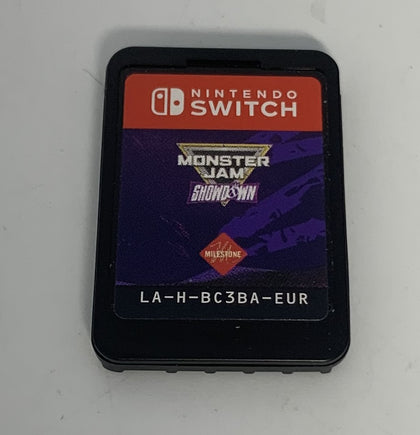 NINTENDO
SWITCH
MONSTER
JAM
SHOWDOWN
MILESTONE
LA-H-BC3BA-EUR